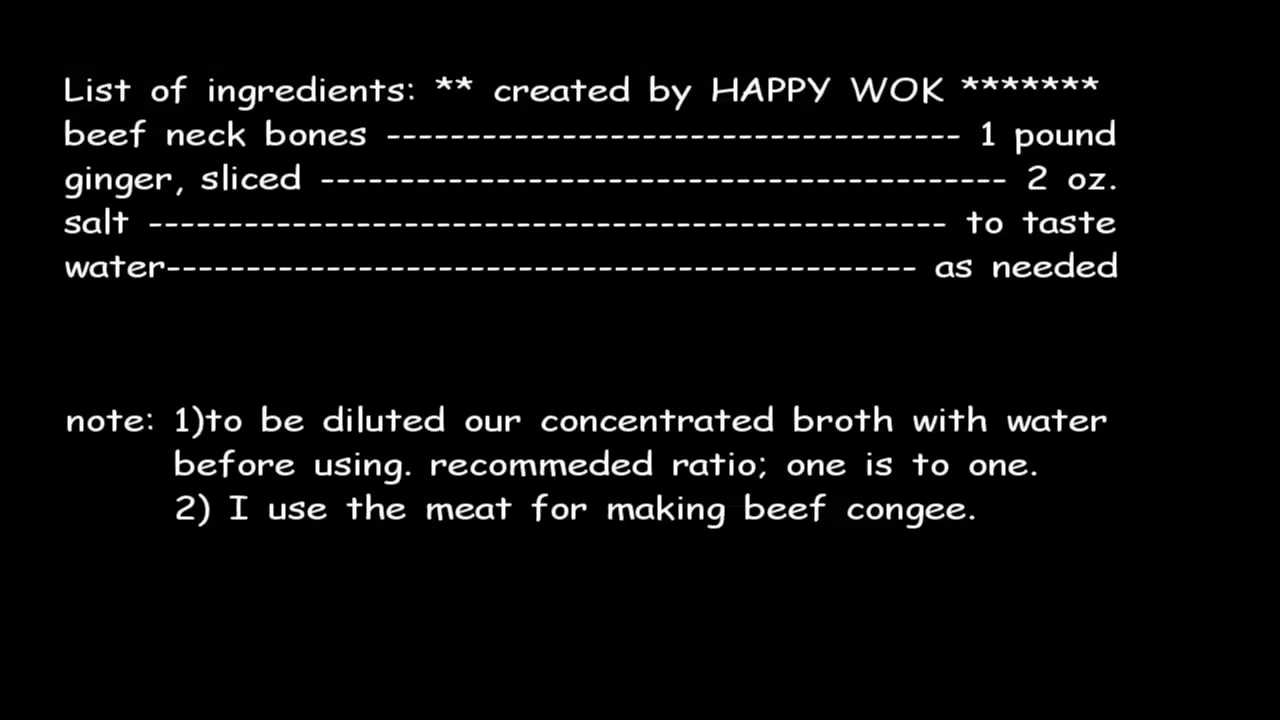 List of ingredients: ** created by HAPPY WOK *******
beef neck bones ------------------------------------ 1 pound
ginger, sliced ------------------------------------------- 2 oz.
salt -------------------------------------------------- to taste
water----------------------------------------------- as needed
note: 1)to be diluted our concentrated broth with water
before using. recommeded ratio; one is to one.
2) I use the meat for making beef congee.